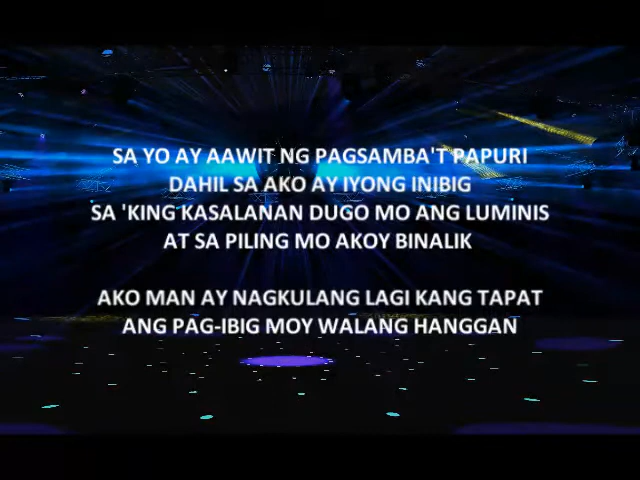 SA YO AY AAWIT NG PAGSAMBA'T PAPURI
DAHIL SA AKO AY IYONG INIBIG
SA 'KING KASALANAN DUGO MO ANG LUMINIS
AT SA PILING MO AKOY BINALIK
AKO MAN AY NAGKULANG LAGI KANG TAPAT
ANG PAG-IBIG MOY WALANG HANGGAN